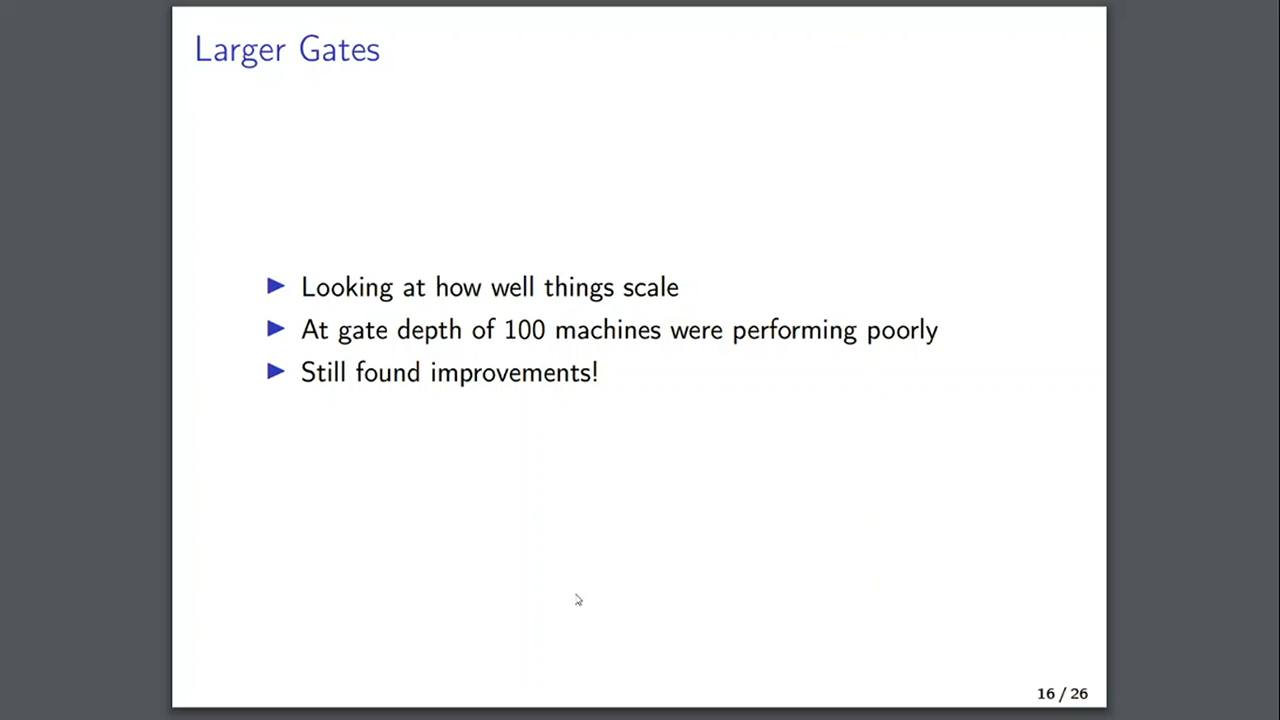 Larger Gates
Looking at how well things scale
At gate depth of 100 machines were performing poorly
Still found improvements!
16 / 26